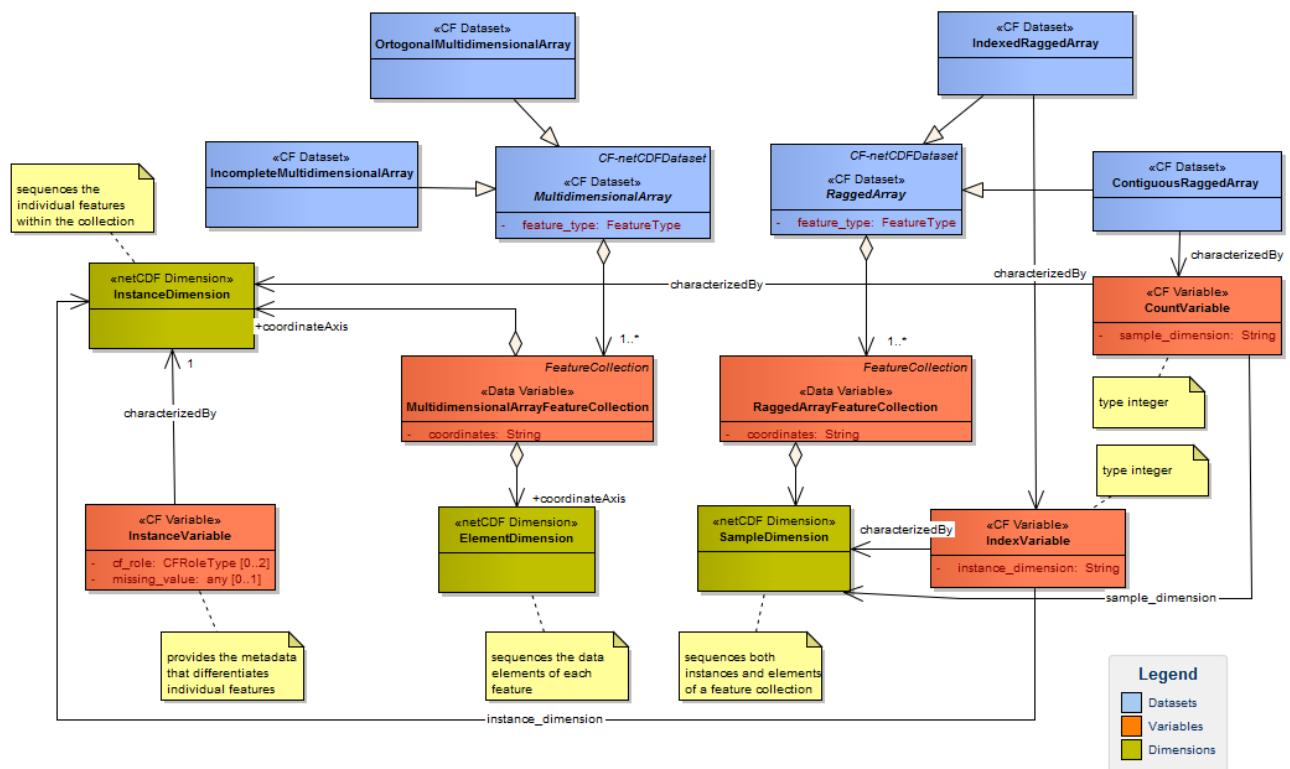 «CF Dataset»
OrtogonalMultidimensionalArray
«CF Dataset»
IndexedRaggedArray
«CF Dataset»
IncompleteMultidimensionalArray
CF-netCDFDataset
«CF Dataset»
MultidimensionalArray
- feature_type: FeatureType
CF-netCDFDataset
«CF Dataset»
RaggedArray
- feature_type: FeatureType
«CF Dataset»
ContiguousRaggedArray
sequences the
individual features
within the collection
«netCDF Dimension»
InstanceDimension
+coordinateAxis
characterizedBy
characterizedBy
characterizedBy
«CF Variable»
CountVariable
- sample_dimension: String
1
1..*
1..*
FeatureCollection
«Data Variable»
MultidimensionalArrayFeatureCollection
- coordinates: String
FeatureCollection
«Data Variable»
RaggedArrayFeatureCollection
- coordinates: String
type integer
characterizedBy
type integer
+coordinateAxis
«CF Variable»
InstanceVariable
- cf_role: CFRoleType [0..2]
- missing_value: any [0..1]
«netCDF Dimension»
ElementDimension
«netCDF Dimension»
SampleDimension
characterizedBy
«CF Variable»
IndexVariable
- instance_dimension: String
sample_dimension
provides the metadata
that differentiates
individual features
sequences the data
elements of each
feature
sequences both
instances and elements
of a feature collection
instance_dimension
Legend
Datasets
Variables
Dimensions